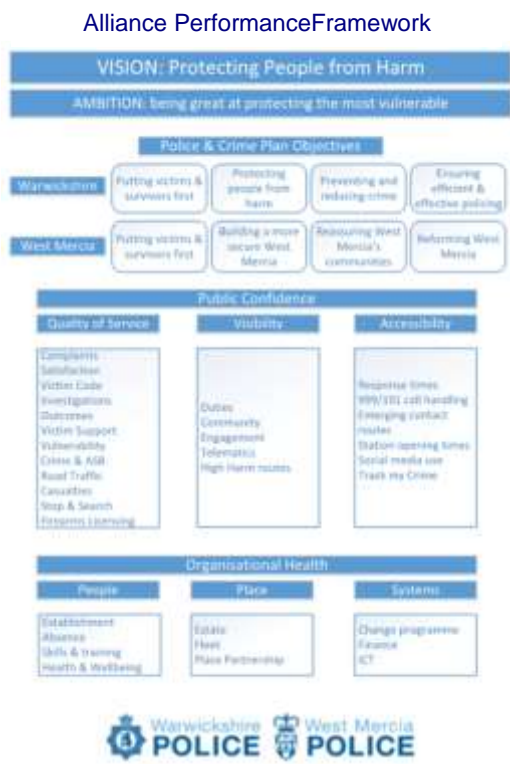 Alliance PerformanceFramework
VISION: Protecting People from Harm
AMBITION: being great at protecting the most vulnerable
Police & Crime Plan Objectives
Warwickshire
Putting victims &
survivors first
Protecting
people from
harm
Preventing and
reducing crime
Ensuring
efficient &
effective policing
West Mercia
Putting victims &
survivors first
Building a more
secure West
Mercia
Reassuring West
Mercia's
communities
Reforming West
Mercia
Public Confidence
Quality of Service
Complaints
Satisfaction
Victim Code
Investigations
Outcomes
Victim Support
Vulnerability
Crime & ASB
Road Traffic
Casualties
Stop & Search
Firearms Licensing
Visibility
Duties
Community
Engagement
Telematics
High Harm routes
Accessibility
Response times
999/101 call handling
Emerging contact
routes
Station opening times
Social media use
Track my Crime
Organisational Health
People
Establishment
Absence
Skills & training
Health & Wellbeing
Place
Estate
Fleet
Place Partnership
Systems
Change programme
Finance
ICT
Warwickshire
POLICE
West Mercia
POLICE